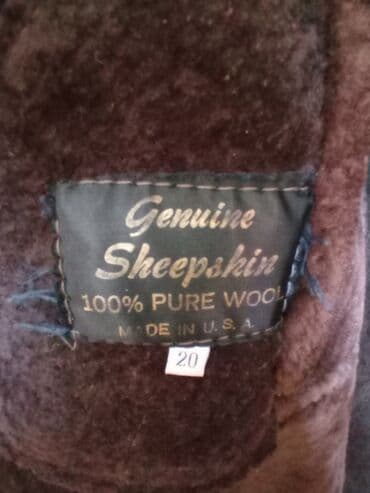 Genuine
Sheepskin
100% PURE WOOL
MADE IN U.S.A.
20